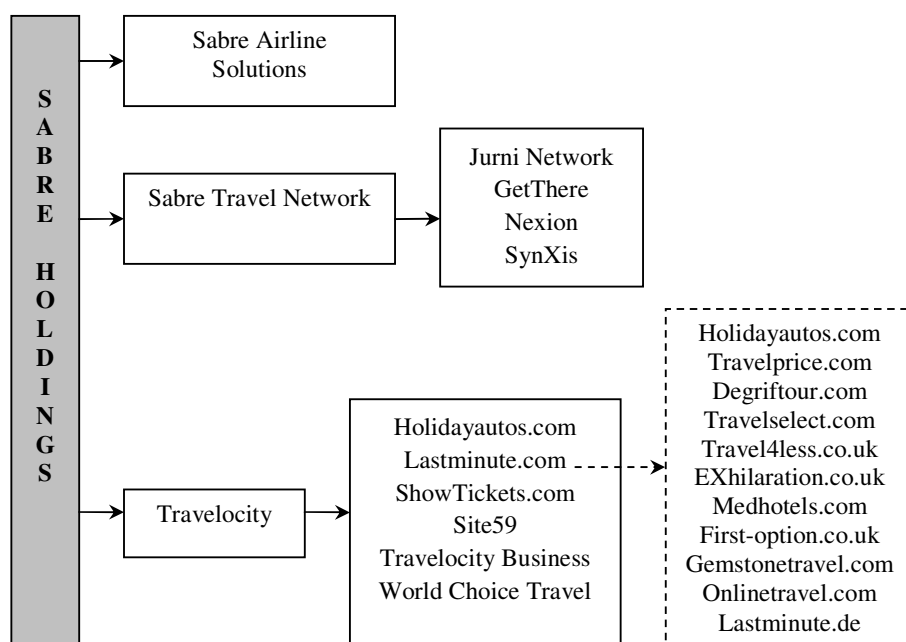 SABRE HOLDINGS
Sabre Airline
Solutions
Sabre Travel Network
Jurni Network
GetThere
Nexion
SynXis
Travelocity
Holidayautos.com
Lastminute.com
ShowTickets.com
Site59
Travelocity Business
World Choice Travel
Holidayautos.com
Travelprice.com
Degriftour.com
Travelselect.com
Travel4less.co.uk
EXhilaration.co.uk
Medhotels.com
First-option.co.uk
Gemstonetravel.com
Onlinetravel.com
Lastminute.de